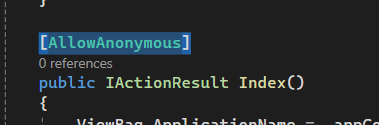 }
[AllowAnonymous]
0 references
public IActionResult Index()
{